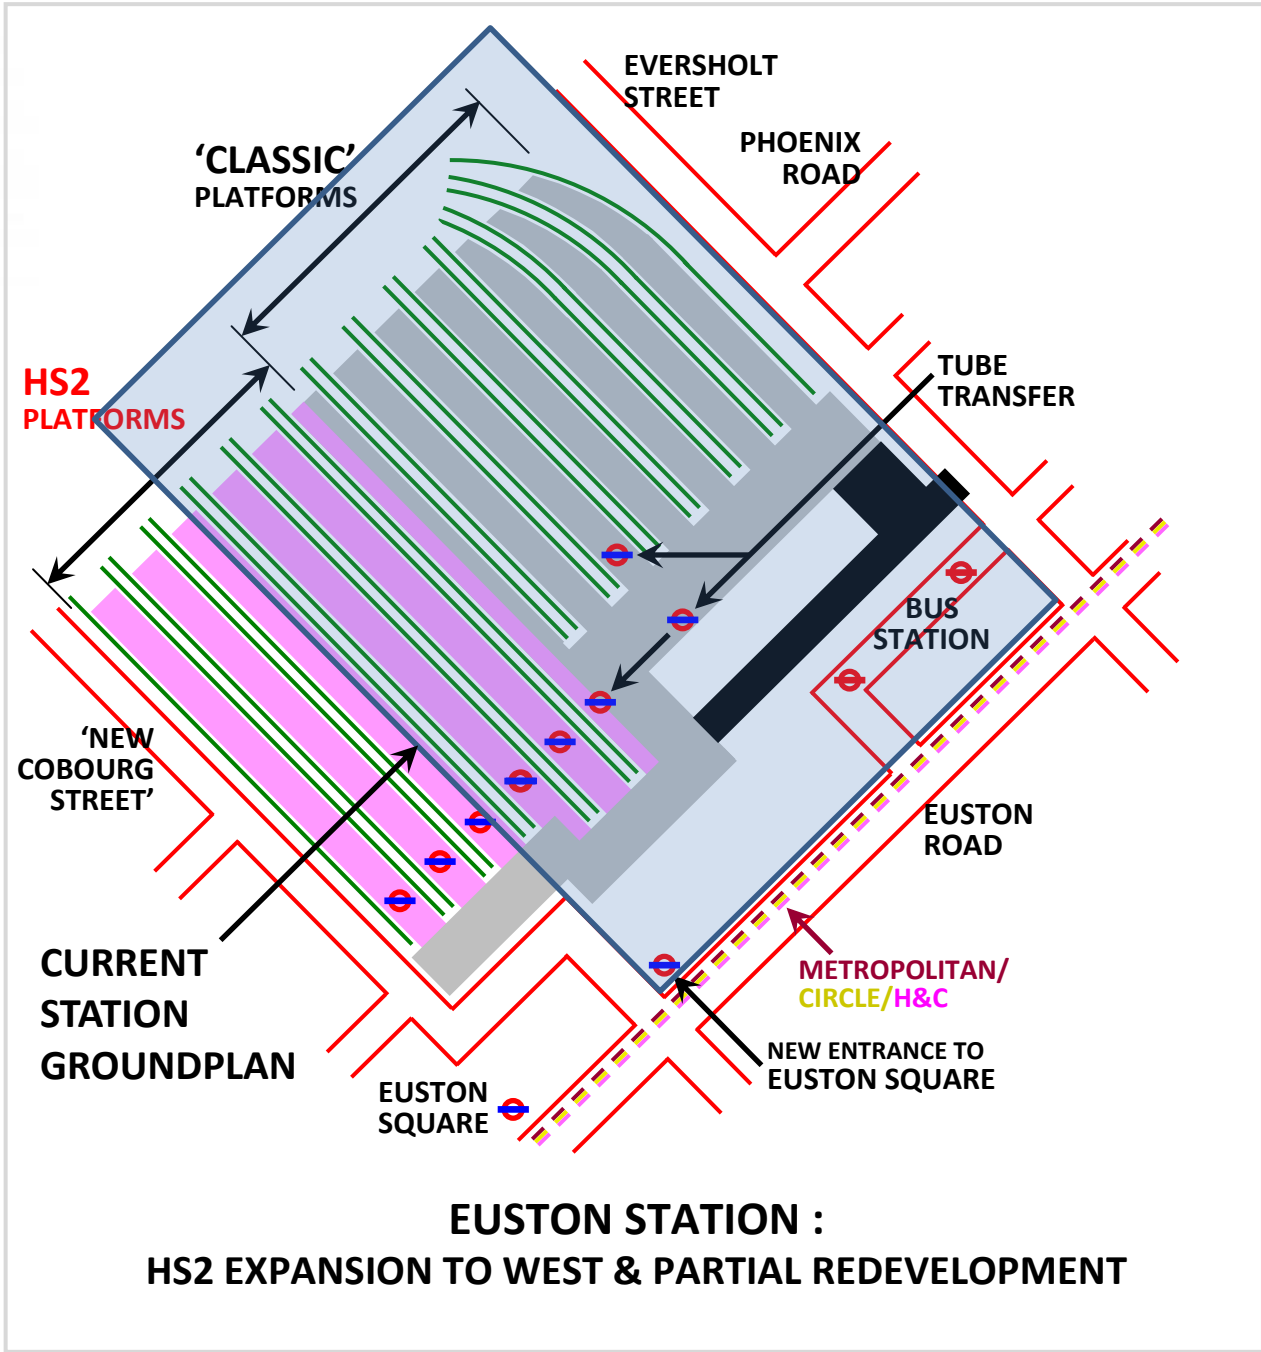 EVERSHOLT
STREET
PHOENIX
ROAD
‘CLASSIC’
PLATFORMS
HS2
PLATFORMS
TUBE
TRANSFER
BUS
STATION
‘NEW
COBOURG
STREET’
EUSTON
ROAD
CURRENT
STATION
GROUNDPLAN
METROPOLITAN/
CIRCLE/H&C
NEW ENTRANCE TO
EUSTON SQUARE
EUSTON
SQUARE
EUSTON STATION :
HS2 EXPANSION TO WEST & PARTIAL REDEVELOPMENT